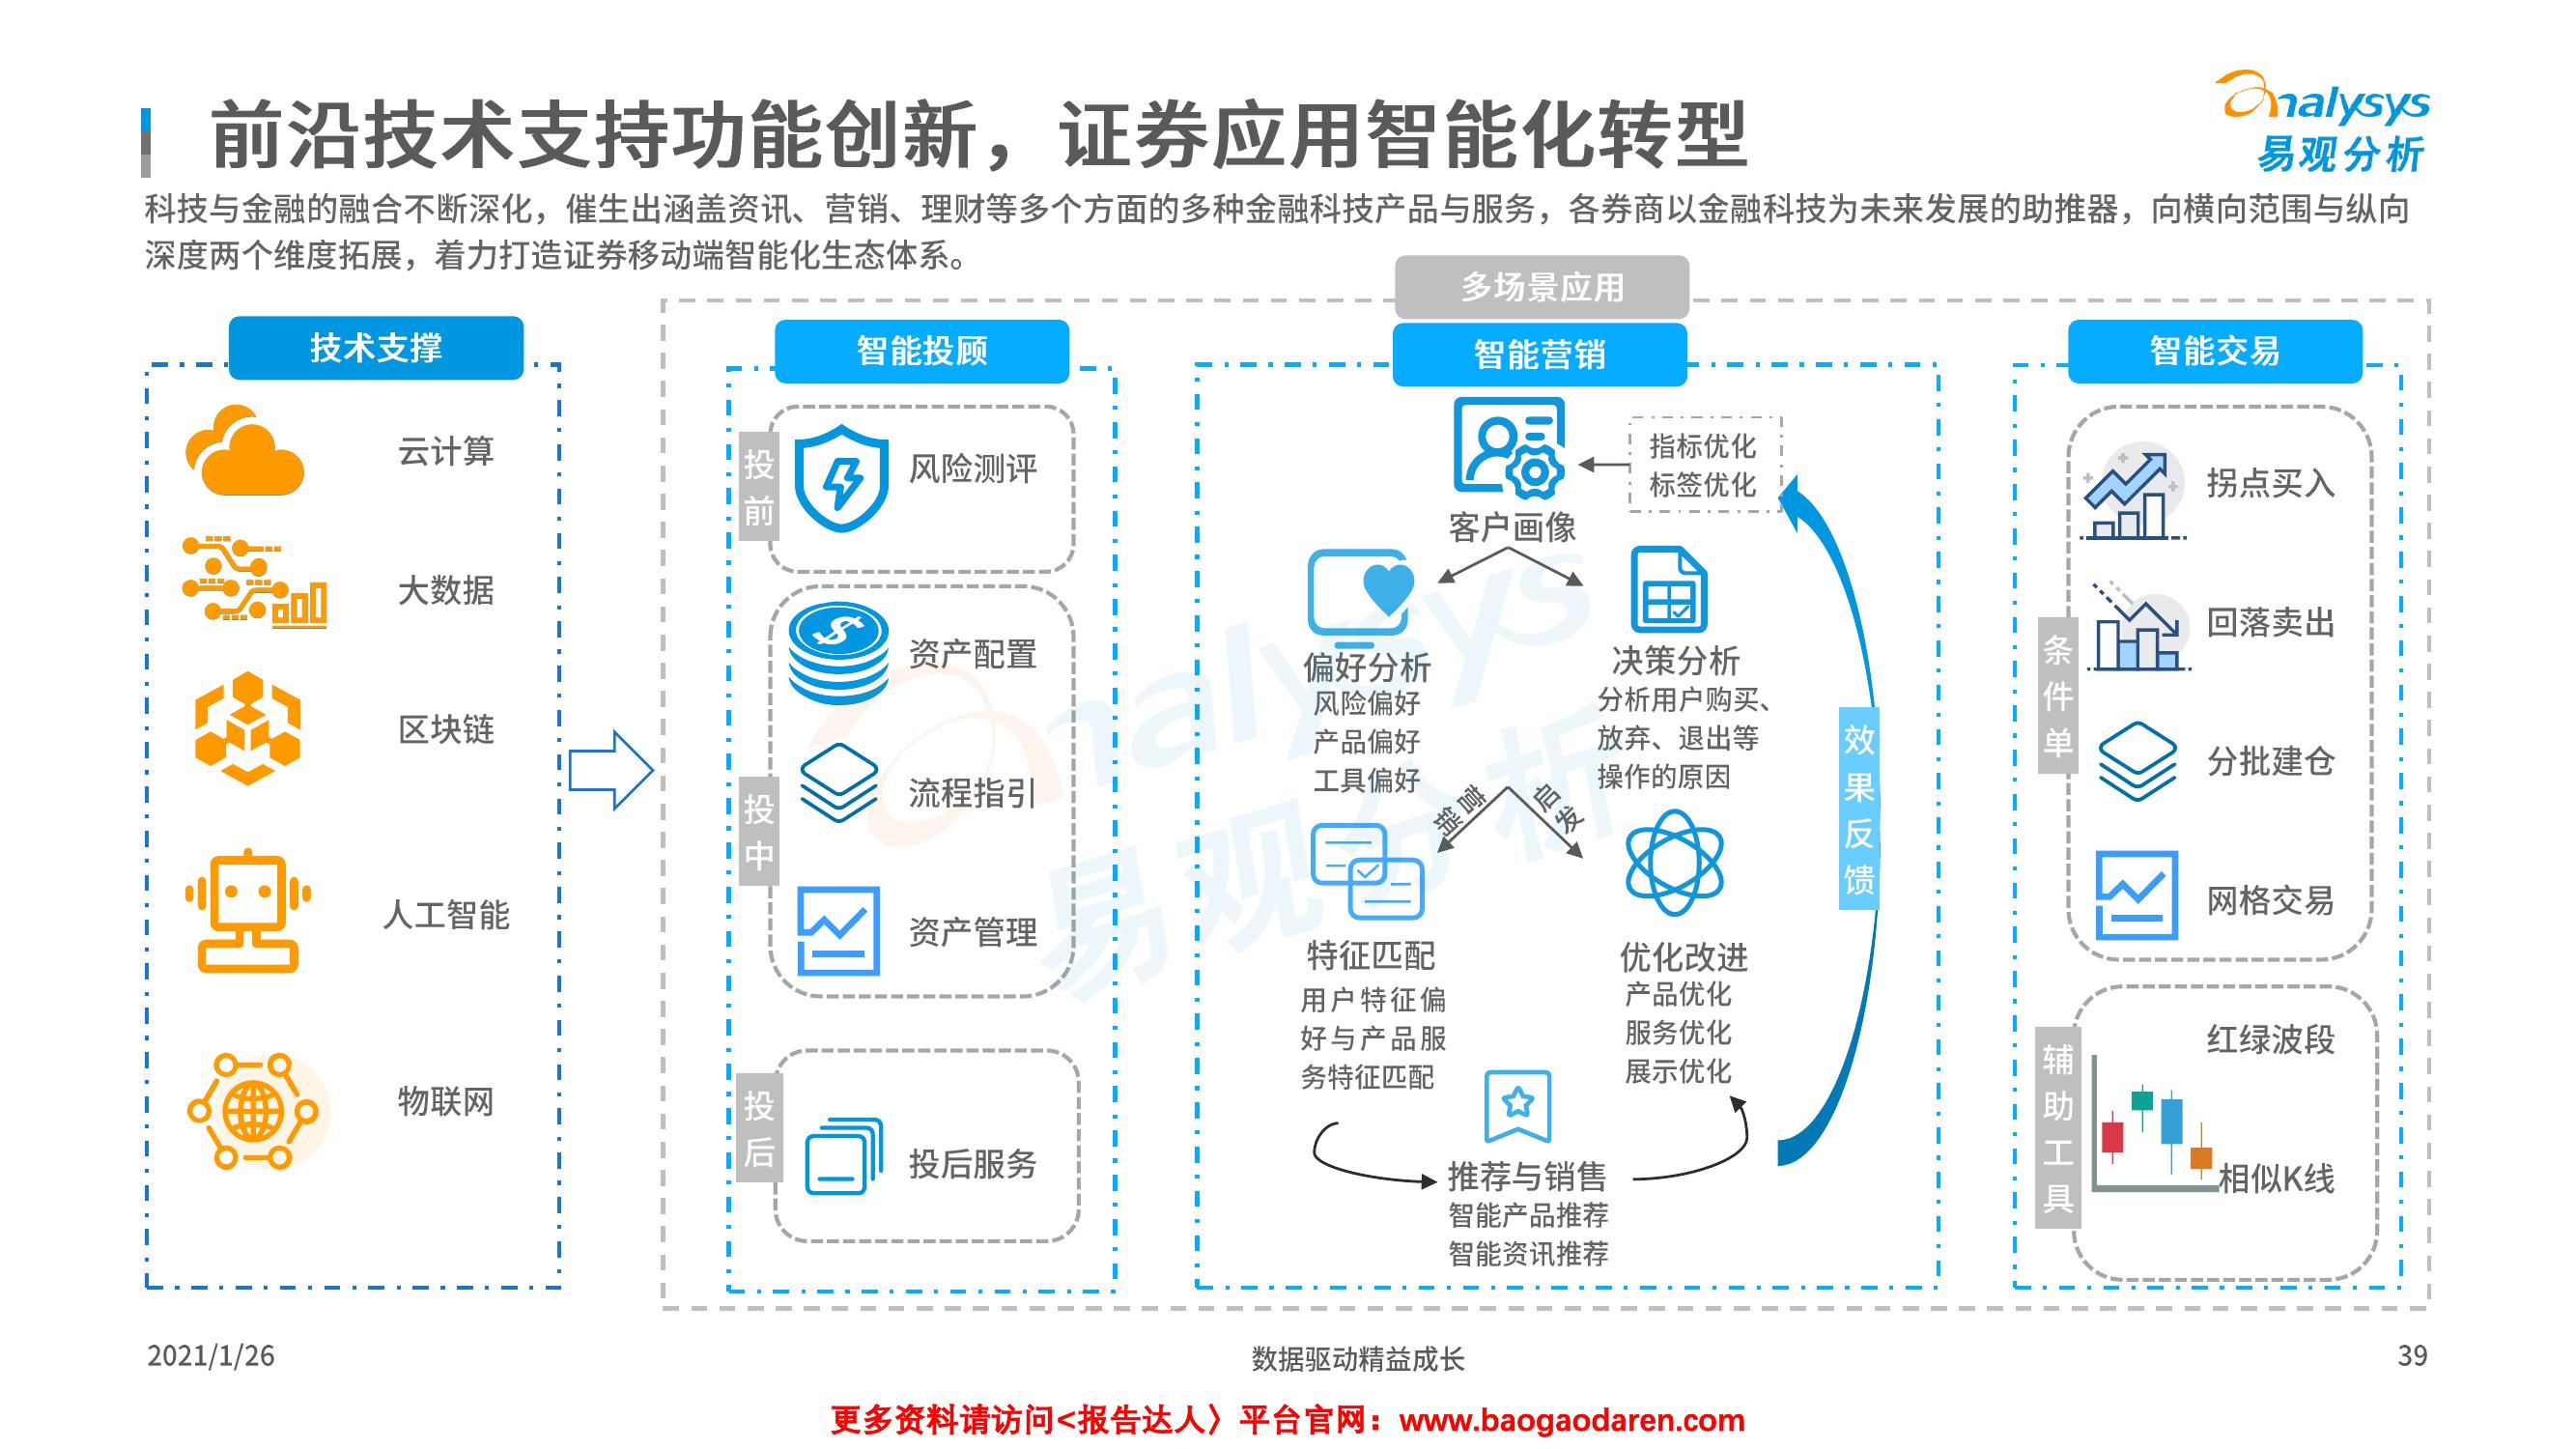 前沿技术支持功能创新，证券应用智能化转型
analysys
易观分析
科技与金融的融合不断深化，催生出涵盖资讯、营销、理财等多个方面的多种金融科技产品与服务，各券商以金融科技为未来发展的助推器，向横向范围与纵向
深度两个维度拓展，着力打造证券移动端智能化生态体系。
多场景应用
技术支撑
云计算
大数据
区块链
人工智能
物联网
智能投顾
投前
风险测评
投中
资产配置
流程指引
资产管理
投后
投后服务
智能营销
指标优化
标签优化
客户画像
偏好分析
风险偏好
产品偏好
工具偏好
决策分析
分析用户购买、
放弃、退出等
操作的原因
营销
启发
特征匹配
用户特征偏
好与产品服
务特征匹配
优化改进
产品优化
服务优化
展示优化
推荐与销售
智能产品推荐
智能资讯推荐
效果反馈
智能交易
条件单
拐点买入
回落卖出
分批建仓
网格交易
辅助工具
红绿波段
相似K线
analysys
易观分析
2021/1/26
数据驱动精益成长
39
更多资料请访问<报告达人〉平台官网：www.baogaodaren.com